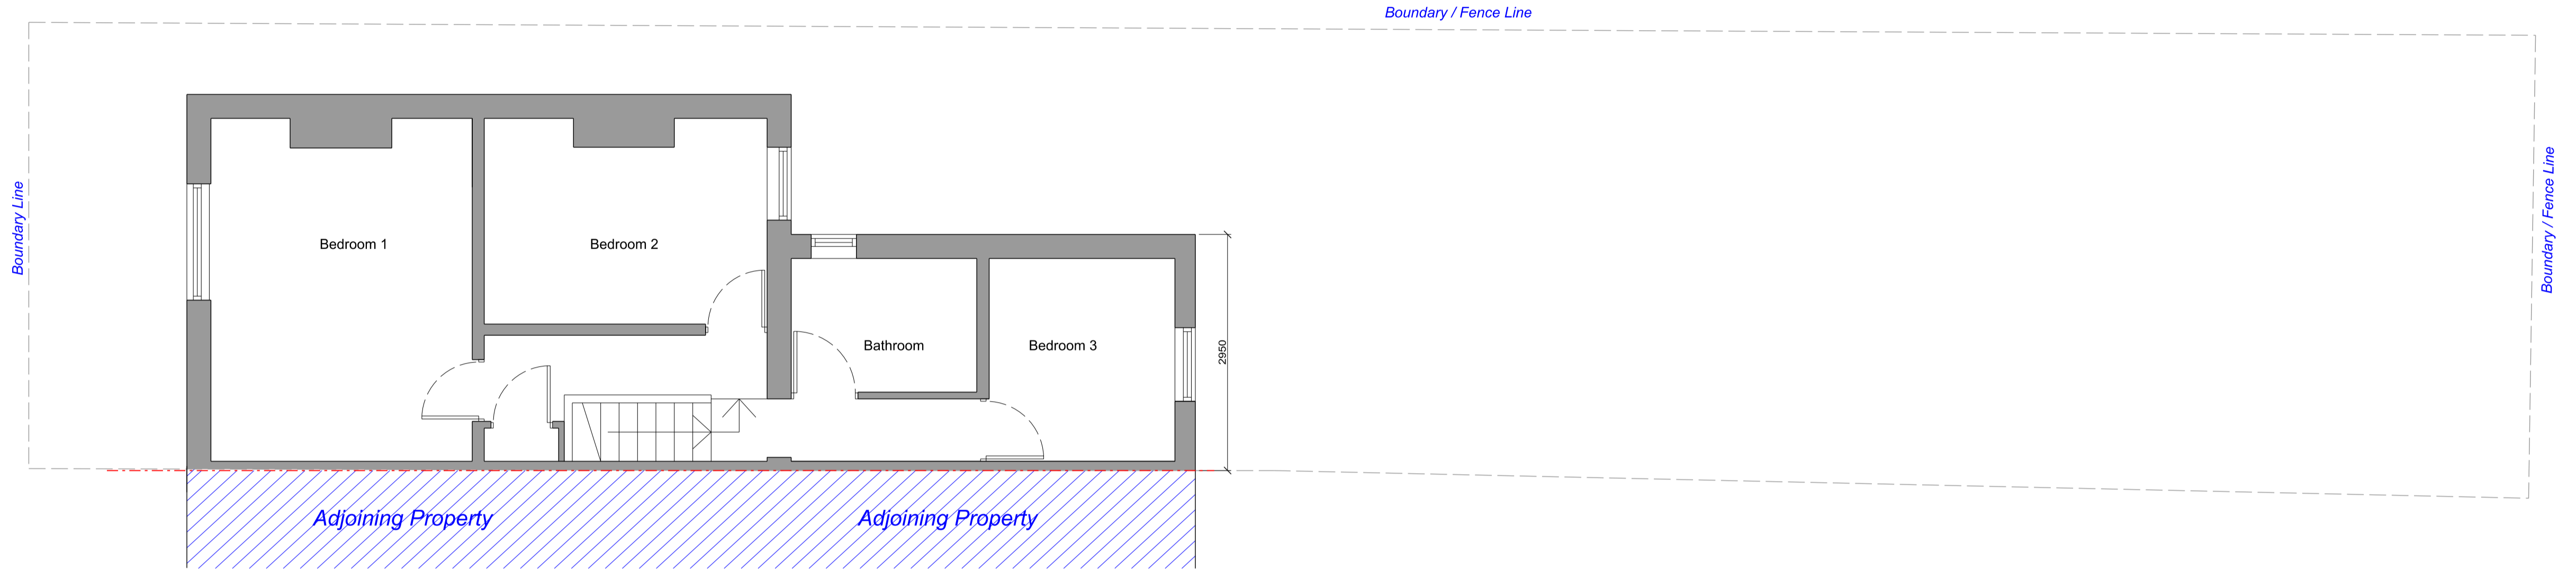 Boundary / Fence Line
Boundary Line
Bedroom 1
Bedroom 2
Bathroom
Bedroom 3
2950
Boundary / Fence Line
Adjoining Property
Adjoining Property